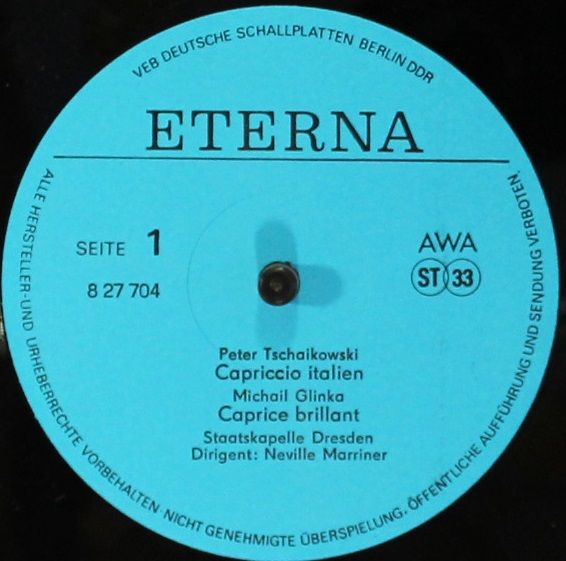 VEB DEUTSCHE SCHALLPLATTEN BERLIN DDR
ETERNA
SEITE 1
8 27 704
AWA
ST 33
Peter Tschaikowski
Capriccio italien
Michail Glinka
Caprice brillant
Staatskapelle Dresden
Dirigent: Neville Marriner
ALLE HERSTELLER-UND URHEBERRECHTE VORBEHALTEN. NICHT GENEHMIGTE ÜBERSPIELUNG, ÖFFENTLICHE AUFFÜHRUNG UND SENDUNG VERBOTEN.